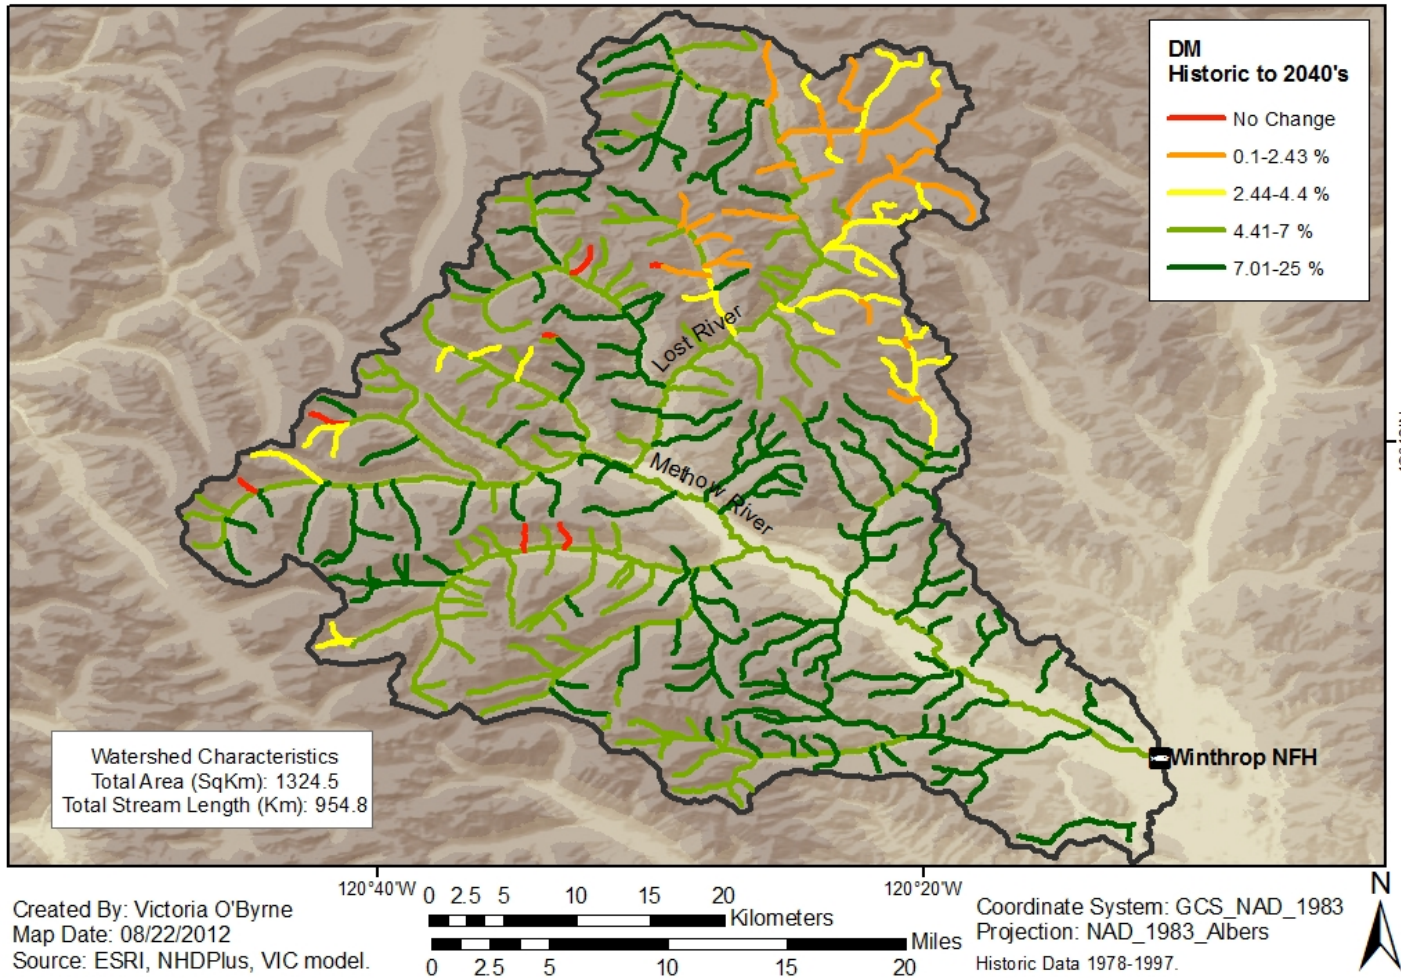 DM
Historic to 2040's
No Change
0.1-2.43 %
2.44-4.4 %
4.41-7 %
7.01-25 %
Lost River
Methow River
Winthrop NFH
Watershed Characteristics
Total Area (SqKm): 1324.5
Total Stream Length (Km): 954.8
120°40'W
120°20'W
Created By: Victoria O'Byrne
Map Date: 08/22/2012
Source: ESRI, NHDPlus, VIC model.
0 2.5 5 10 15 20
Kilometers
Miles
0 2.5 5 10 15 20
Coordinate System: GCS_NAD_1983
Projection: NAD_1983_Albers
Historic Data 1978-1997.
N